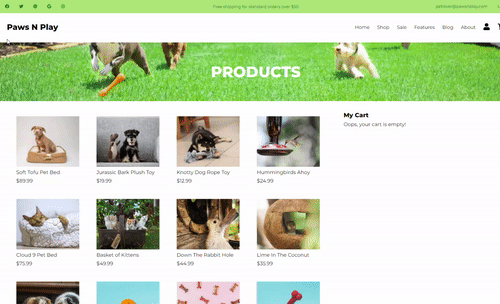 Free shipping for standard orders over $50
Paws N Play
Home Shop Sale Features Blog About
PRODUCTS
My Cart
Oops, your cart is empty!
Soft Tofu Pet Bed
$89.99
Jurassic Bark Plush Toy
$19.99
Knotty Dog Rope Toy
$12.99
Hummingbirds Ahoy
$24.99
Cloud 9 Pet Bed
$75.99
Basket of Kittens
$49.99
Down The Rabbit Hole
$44.99
Lime In The Coconut
$35.99